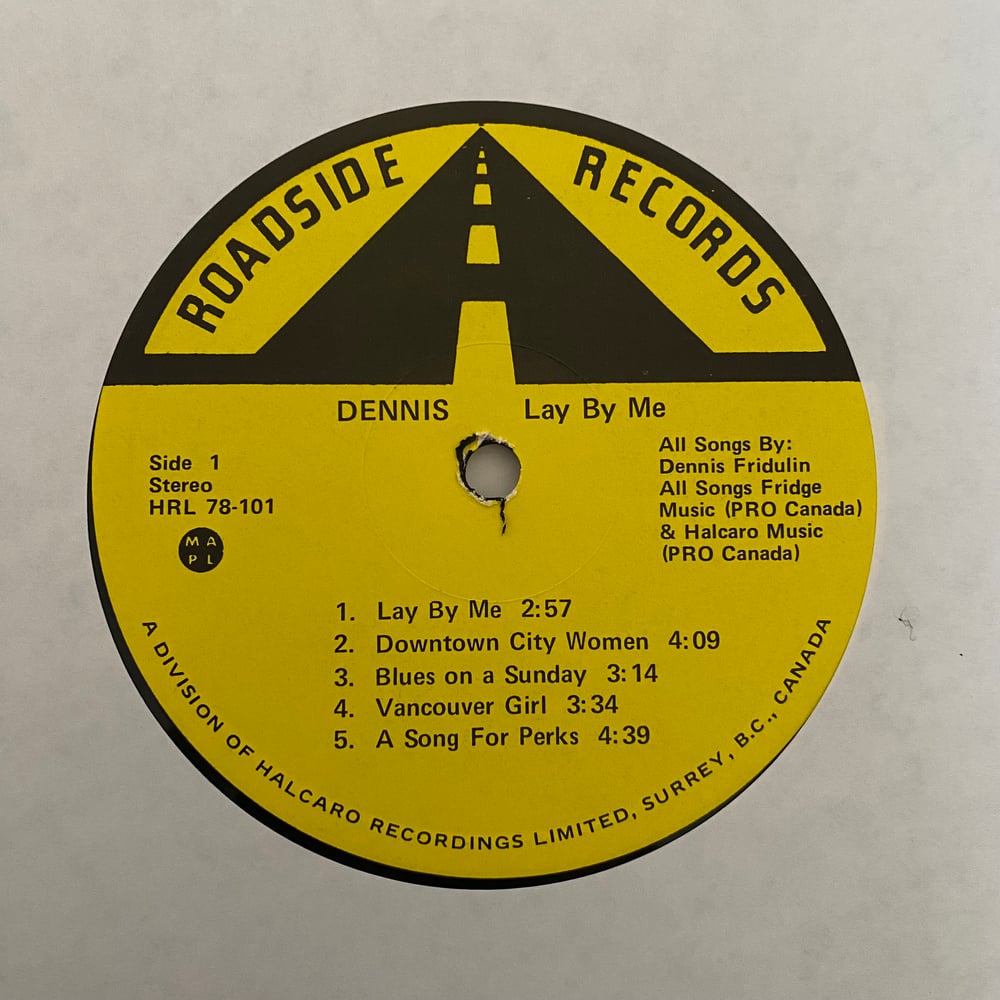 ROADSIDE RECORDS
DENNIS Lay By Me
Side 1
Stereo
HRL 78-101
M A
P L
All Songs By:
Dennis Fridulin
All Songs Fridge
Music (PRO Canada)
& Halcaro Music
(PRO Canada)
1. Lay By Me 2:57
2. Downtown City Women 4:09
3. Blues on a Sunday 3:14
4. Vancouver Girl 3:34
5. A Song For Perks 4:39
A DIVISION OF HALCARO RECORDINGS LIMITED, SURREY, B.C., CANADA